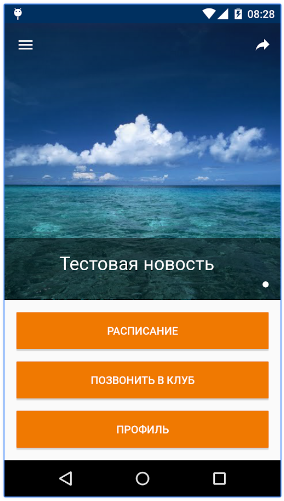 08:28
Тестовая новость
РАСПИСАНИЕ
ПОЗВОНИТЬ В КЛУБ
ПРОФИЛЬ